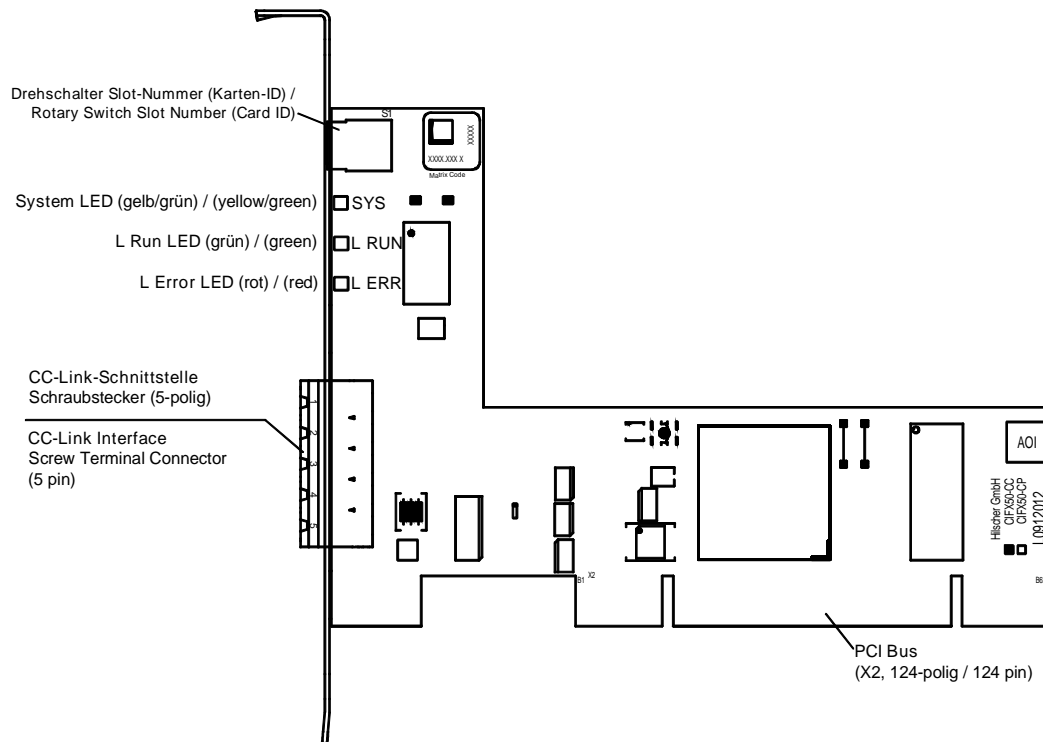 Drehschalter Slot-Nummer (Karten-ID) /
Rotary Switch Slot Number (Card ID)
S1
XXXXX
XXXX.XXX X
Matrix Code
System LED (gelb/grün) / (yellow/green)
SYS
L Run LED (grün) / (green)
L RUN
L Error LED (rot) / (red)
L ERR
CC-Link-Schnittstelle
Schraubstecker (5-polig)
CC-Link Interface
Screw Terminal Connector
(5 pin)
1
2
3
4
5
AOI
Hilscher GmbH
CIFX50-CC
CIFX50-CP
L0912012
B1
X2
B6
PCI Bus
(X2, 124-polig / 124 pin)